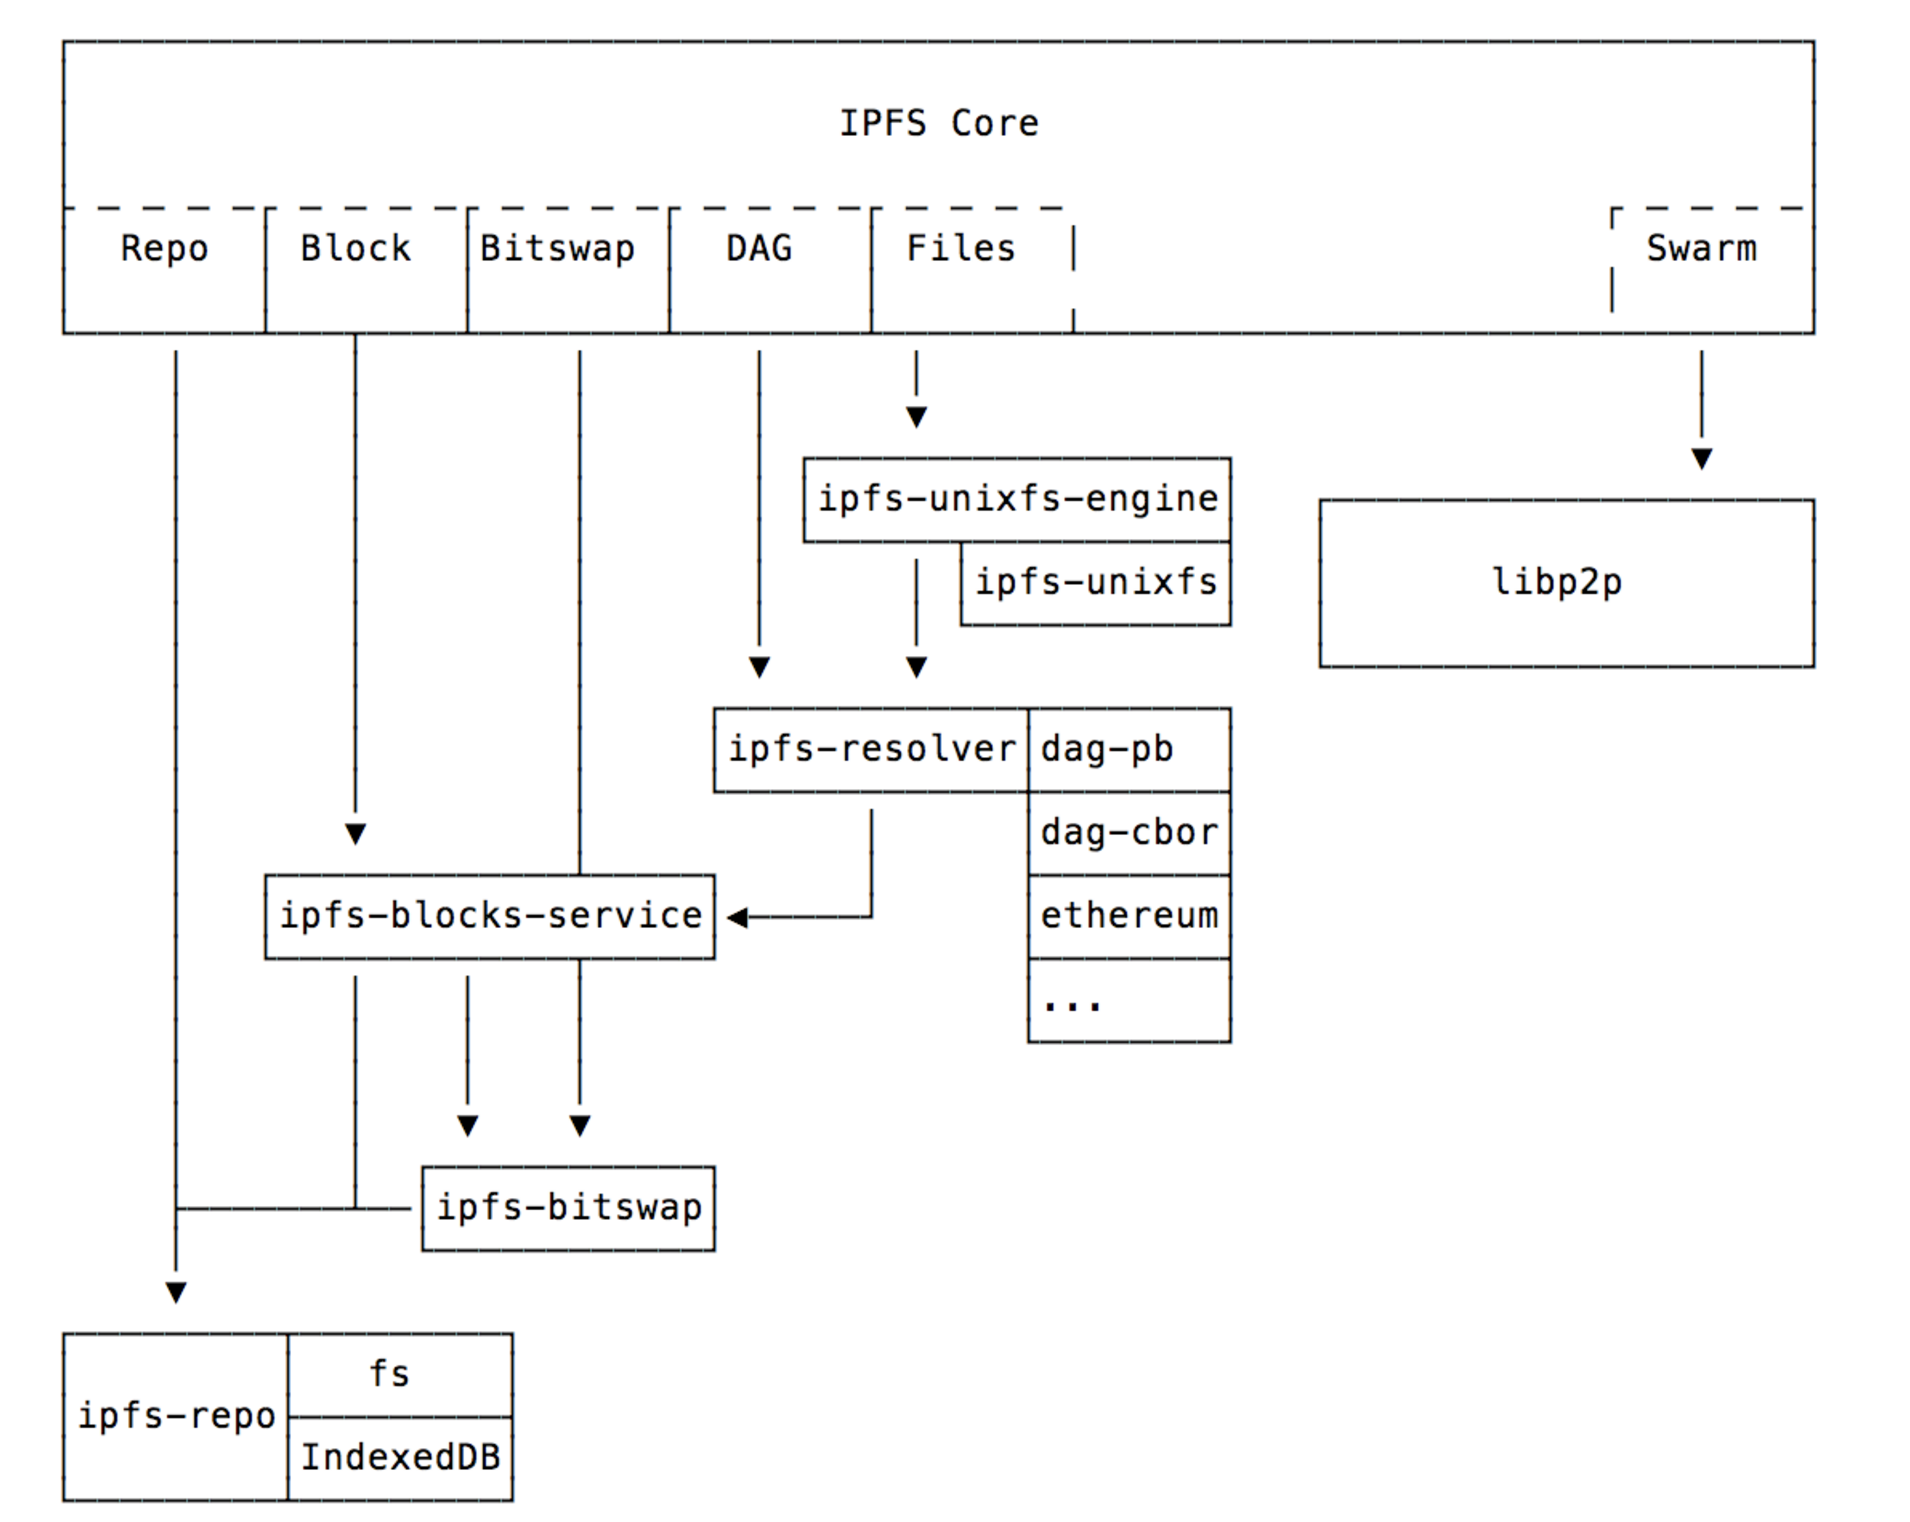 IPFS Core
Repo Block Bitswap DAG Files Swarm
ipfs-unixfs-engine
ipfs-unixfs
libp2p
ipfs-resolver dag-pb
dag-cbor
ipfs-blocks-service ethereum
...
ipfs-bitswap
fs
ipfs-repo
IndexedDB